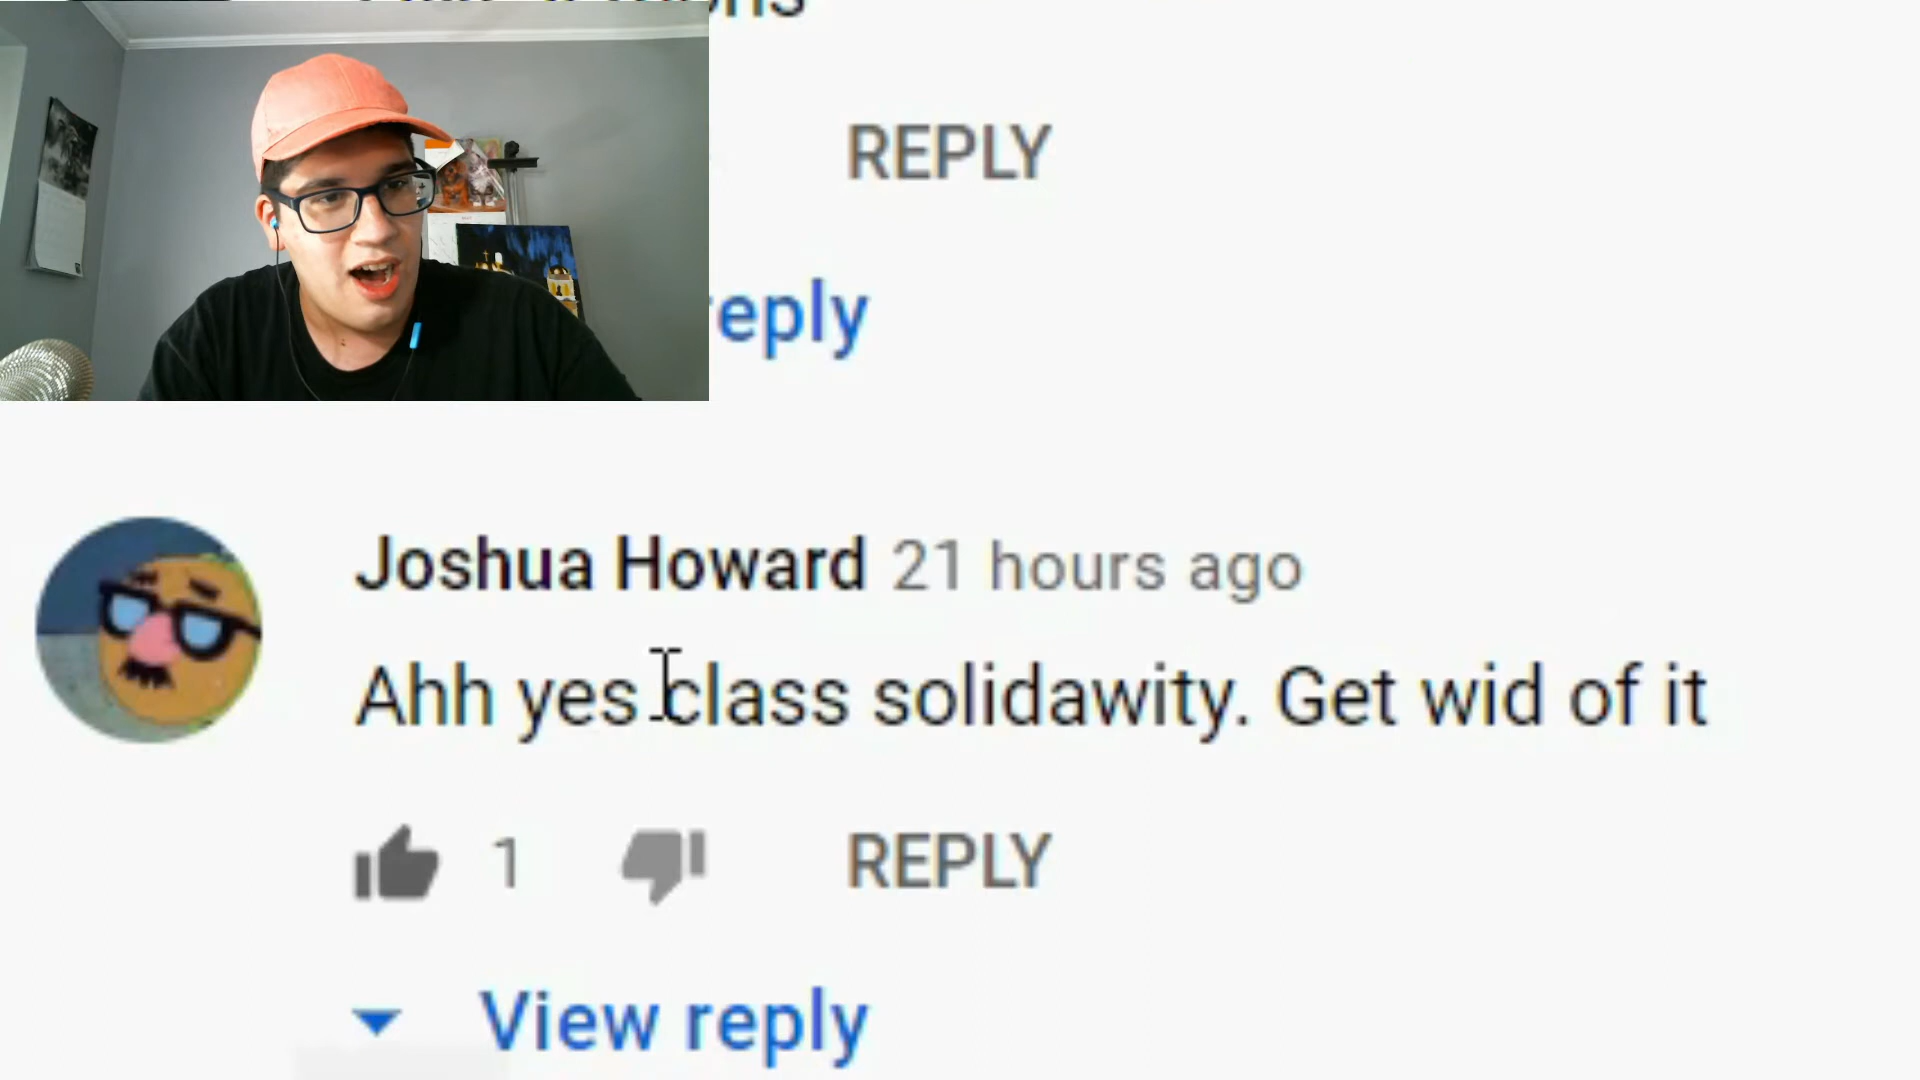 REPLY
reply
Joshua Howard 21 hours ago
Ahh yes class solidawity. Get wid of it
1
REPLY
View reply